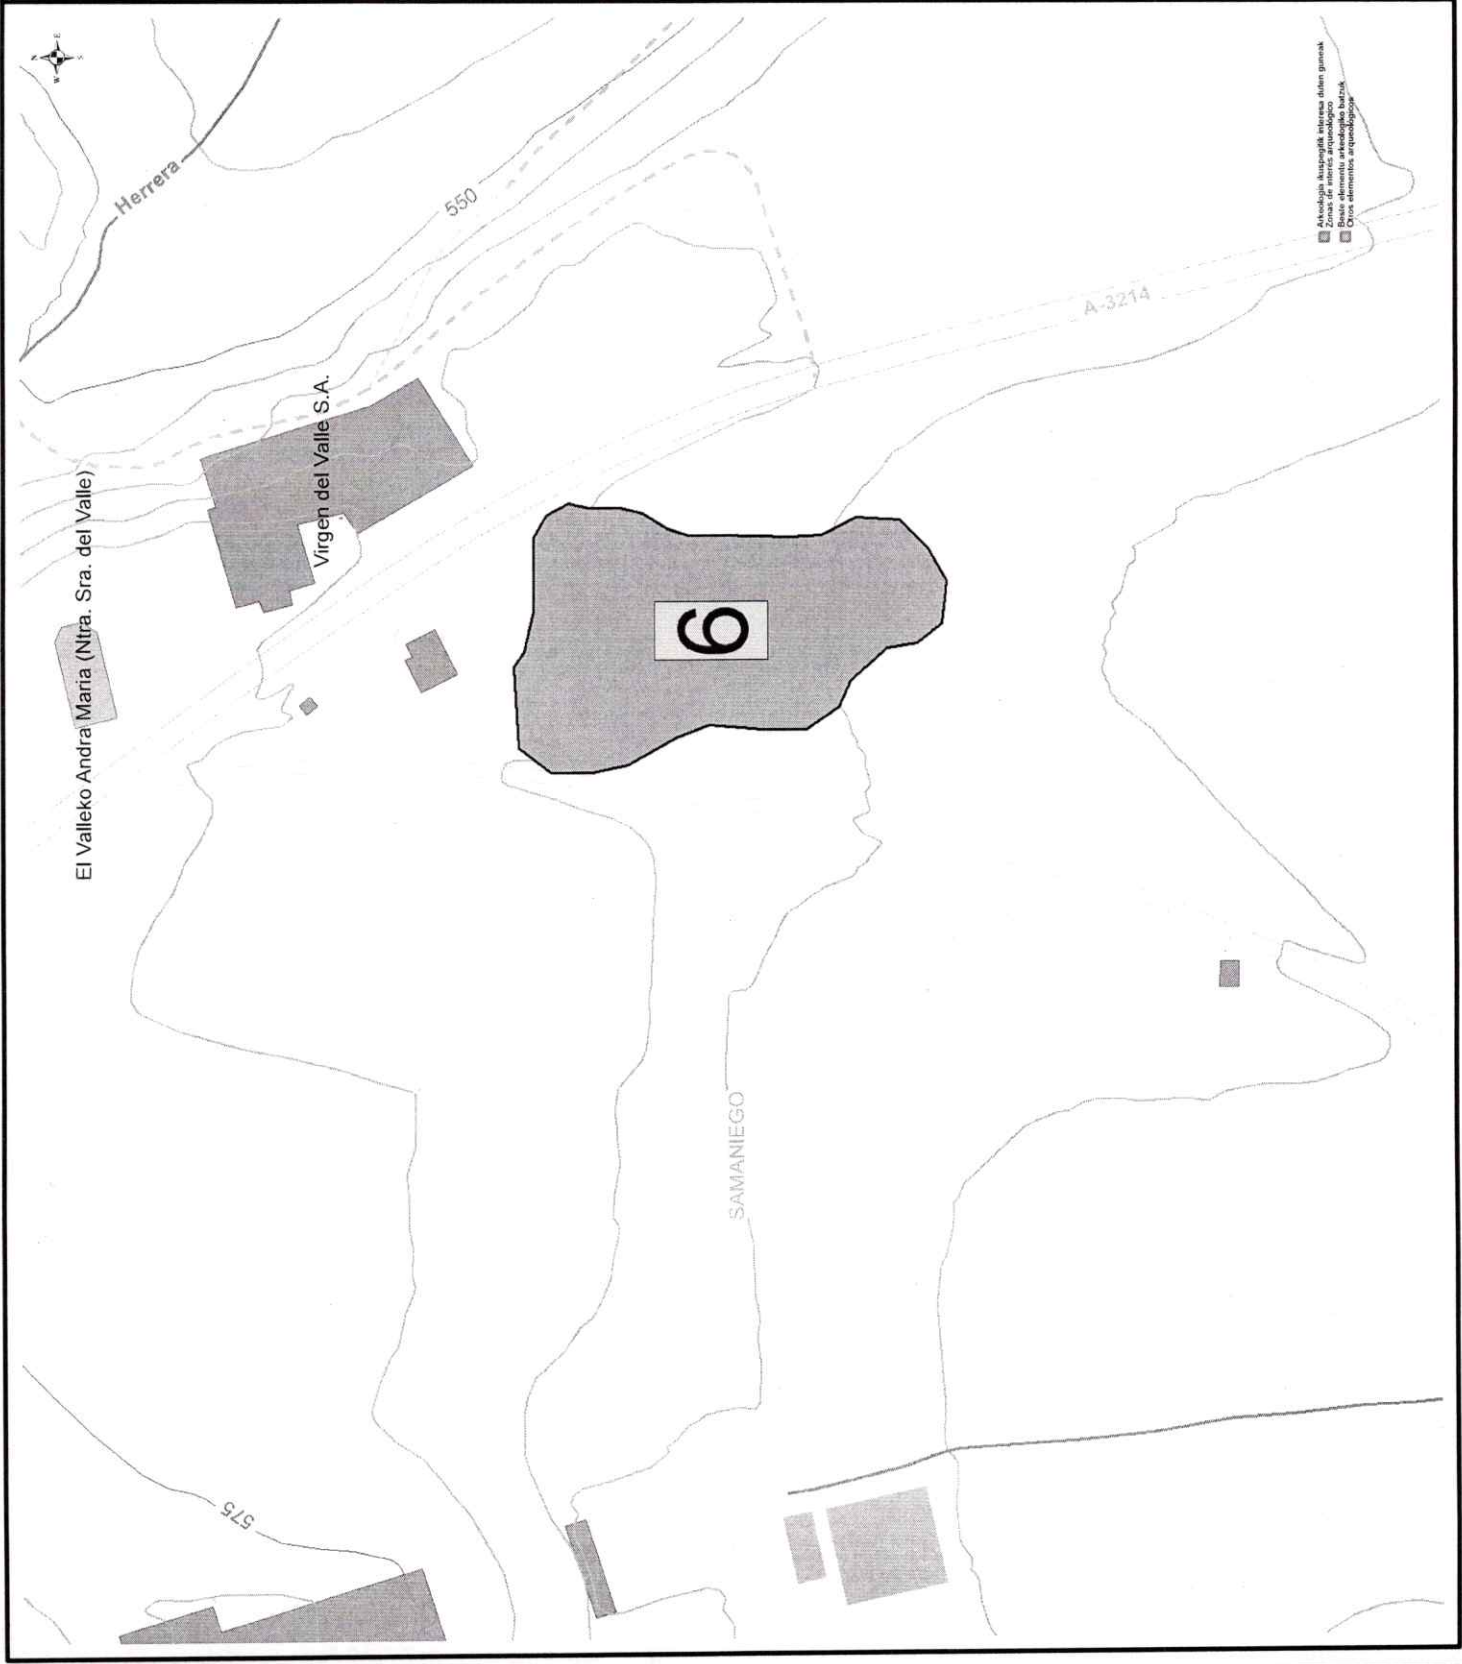 N
W
E
S
El Valleko Andra Maria (Ntra. Sra. del Valle)
Herrera
575
Virgen del Valle S.A.
550
6
SAMANIEGO
A-3214
Arkeologia ikuspegitik interesa duten guneak
Zonas de interés arqueológico
Beste elementu arkeologiko batzuk
Otros elementos arqueológicos